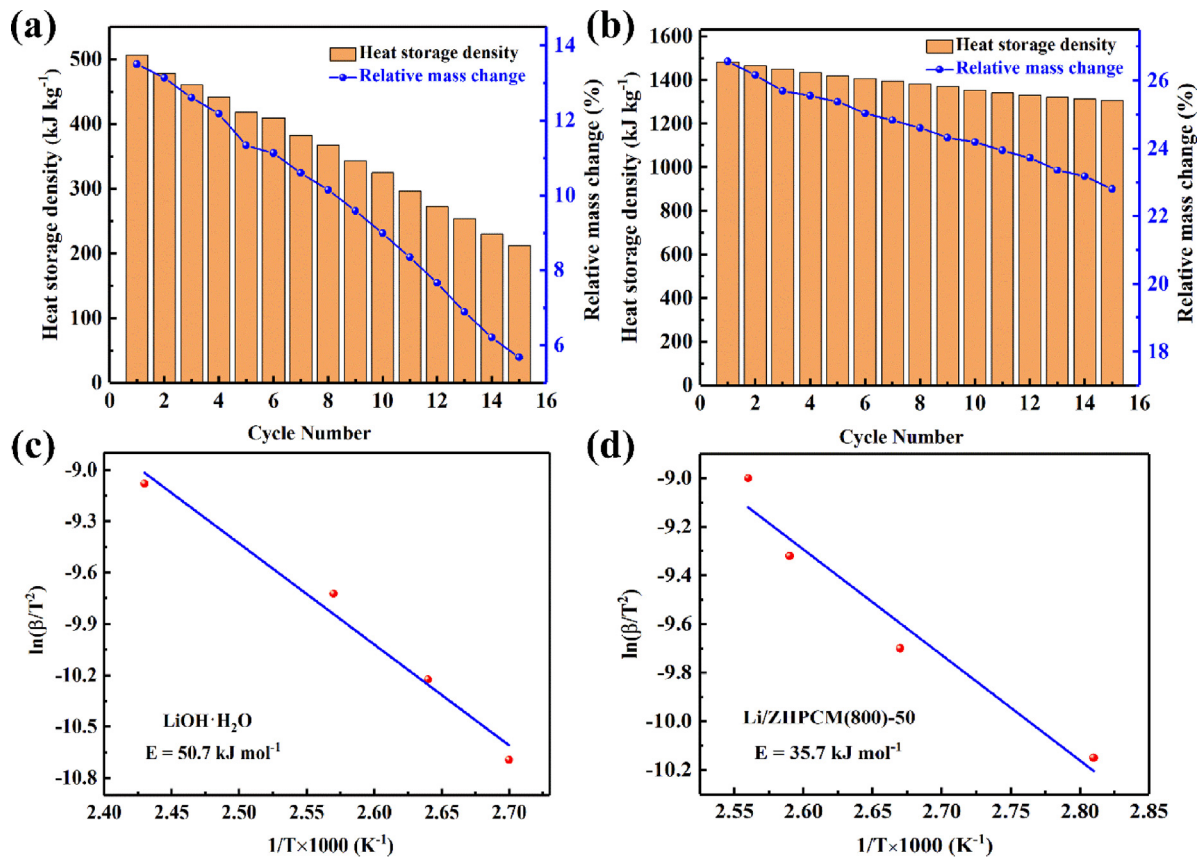 (a)
Heat storage density (kJ kg⁻¹)
500
400
300
200
100
0
Heat storage density
Relative mass change
14
12
10
8
6
Relative mass change (%)
0 2 4 6 8 10 12 14 16
Cycle Number
(b)
Heat storage density (kJ kg⁻¹)
1600
1400
1200
1000
800
600
400
200
0
Heat storage density
Relative mass change
26
24
22
20
18
Relative mass change (%)
0 2 4 6 8 10 12 14 16
Cycle Number
(c)
ln(β/T²)
-9.0
-9.3
-9.6
-9.9
-10.2
-10.5
-10.8
LiOH·H₂O
E = 50.7 kJ mol⁻¹
2.40 2.45 2.50 2.55 2.60 2.65 2.70
1/T×1000 (K⁻¹)
(d)
ln(β/T²)
-9.0
-9.2
-9.4
-9.6
-9.8
-10.0
-10.2
Li/ZHPCM(800)-50
E = 35.7 kJ mol⁻¹
2.55 2.60 2.65 2.70 2.75 2.80 2.85
1/T×1000 (K⁻¹)